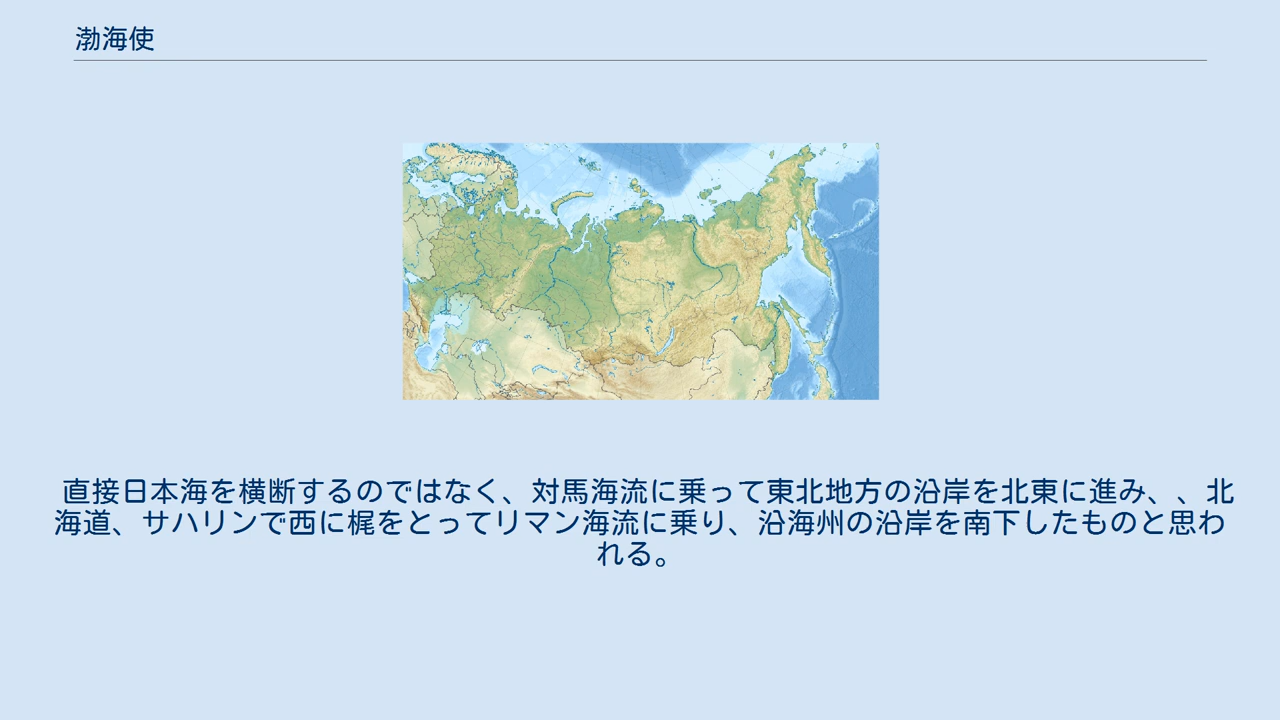 渤海使
直接日本海を横断するのではなく、対馬海流に乗って東北地方の沿岸を北東に進み、、北
海道、サハリンで西に梶をとってリマン海流に乗り、沿海州の沿岸を南下したものと思わ
れる。